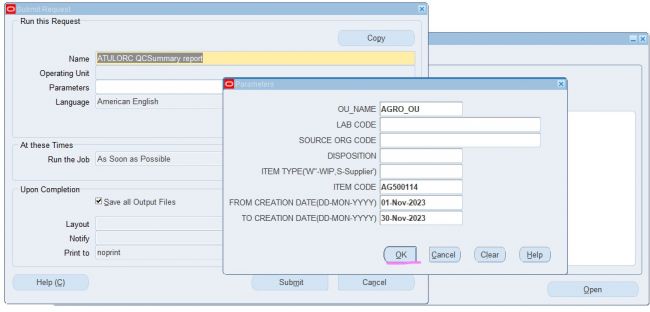 Submit Request
Run this Request
Copy
Name ATULORC QCSummary report
Operating Unit
Parameters
Language American English
At these Times
Run the Job As Soon as Possible
Upon Completion
Save all Output Files
Layout
Notify
Print to noprint
Help (C)
Submit
Cancel
Parameters
OU_NAME AGRO_OU
LAB CODE
SOURCE ORG CODE
DISPOSITION
ITEM TYPE('W"-WIP,S-Supplier')
ITEM CODE AG500114
FROM CREATION DATE(DD-MON-YYYY) 01-Nov-2023
TO CREATION DATE(DD-MON-YYYY) 30-Nov-2023
OK
Cancel
Clear
Help
Open